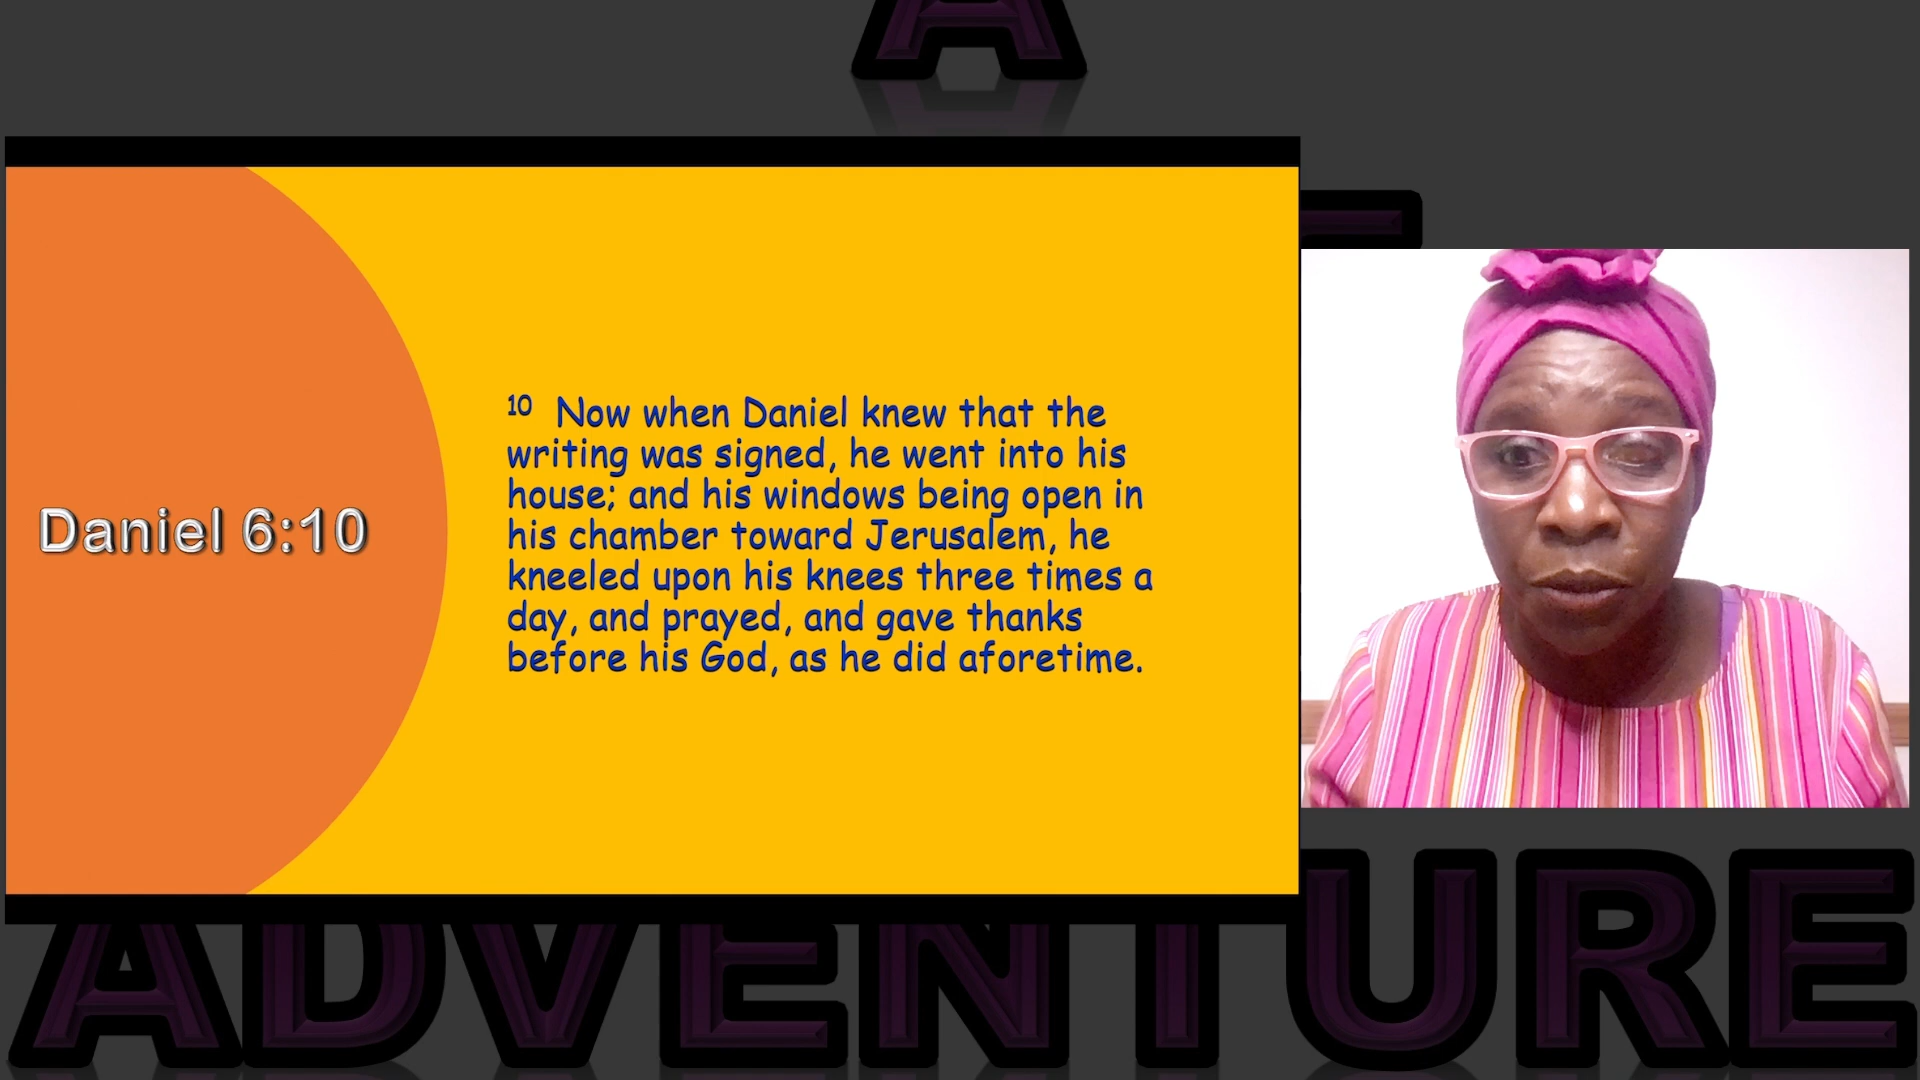 A
Daniel 6:10
10 Now when Daniel knew that the
writing was signed, he went into his
house; and his windows being open in
his chamber toward Jerusalem, he
kneeled upon his knees three times a
day, and prayed, and gave thanks
before his God, as he did aforetime.
ADVENTURE